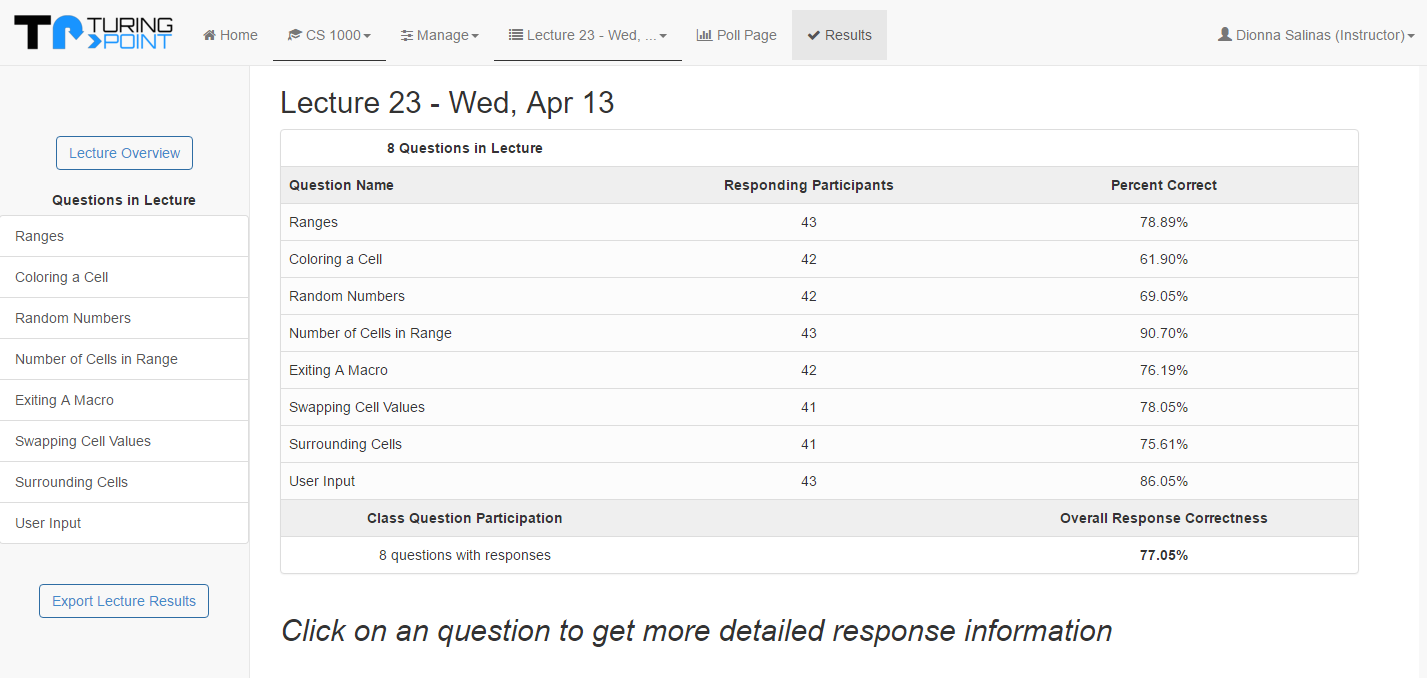 TP TURING POINT Home CS 1000 Manage Lecture 23 - Wed, ... Poll Page Results Dionna Salinas (Instructor)
Lecture Overview
Questions in Lecture
Ranges
Coloring a Cell
Random Numbers
Number of Cells in Range
Exiting A Macro
Swapping Cell Values
Surrounding Cells
User Input
Export Lecture Results
Lecture 23 - Wed, Apr 13
8 Questions in Lecture
Question Name Responding Participants Percent Correct
Ranges 43 78.89%
Coloring a Cell 42 61.90%
Random Numbers 42 69.05%
Number of Cells in Range 43 90.70%
Exiting A Macro 42 76.19%
Swapping Cell Values 41 78.05%
Surrounding Cells 41 75.61%
User Input 43 86.05%
Class Question Participation Overall Response Correctness
8 questions with responses 77.05%
Click on an question to get more detailed response information